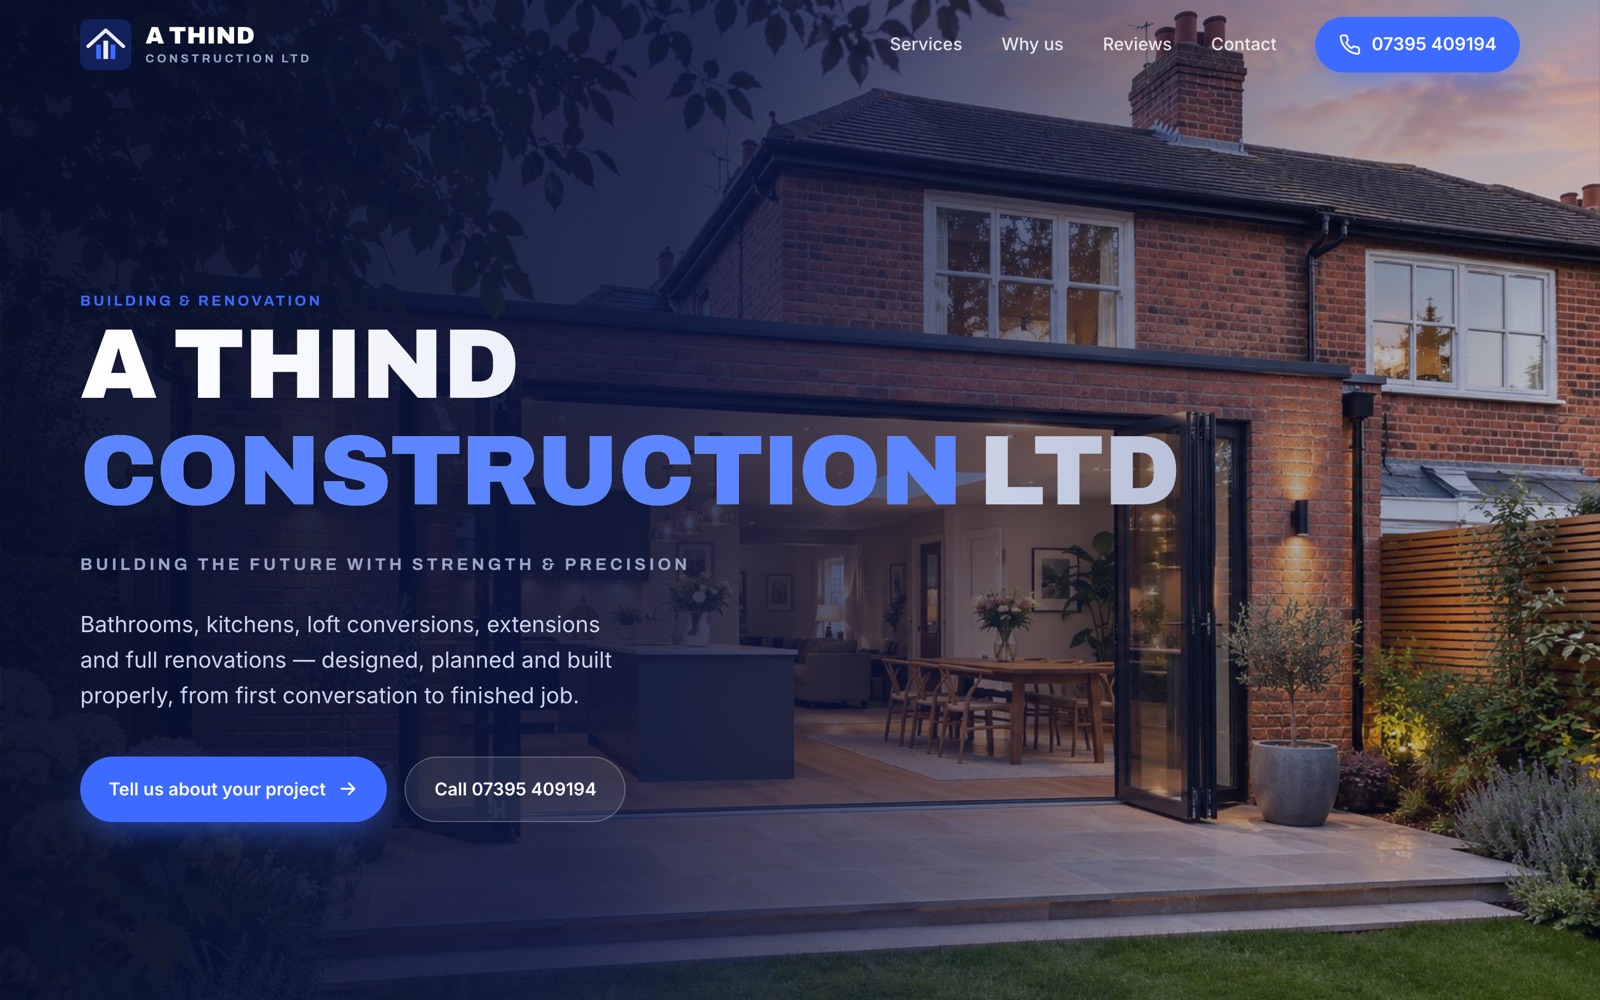 A THIND
CONSTRUCTION LTD
Services
Why us
Reviews
Contact
07395 409194
BUILDING & RENOVATION
A THIND
CONSTRUCTION LTD
BUILDING THE FUTURE WITH STRENGTH & PRECISION
Bathrooms, kitchens, loft conversions, extensions
and full renovations — designed, planned and built
properly, from first conversation to finished job.
Tell us about your project →
Call 07395 409194